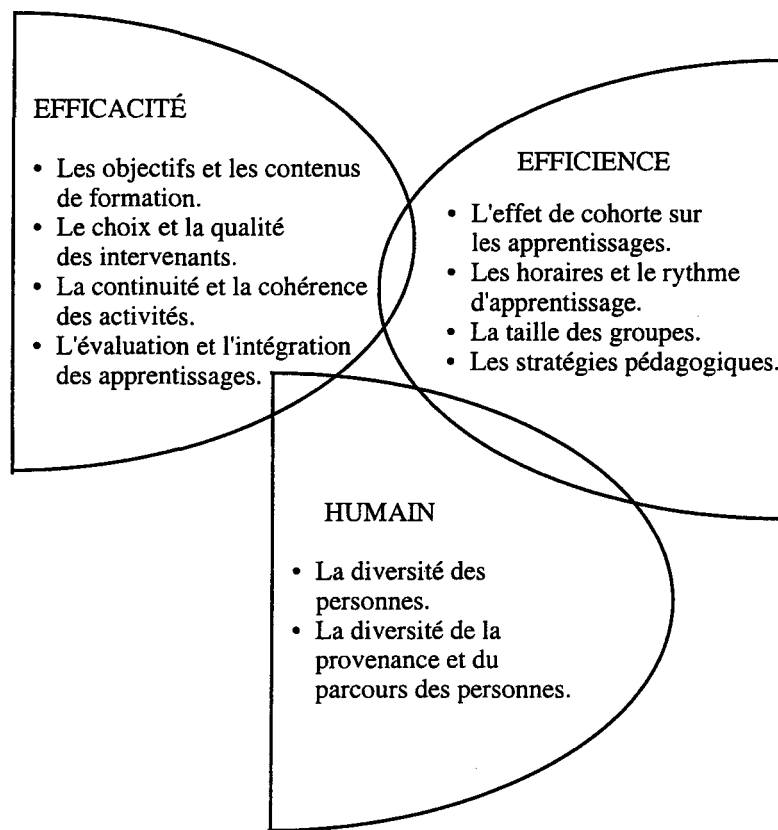 EFFICACITÉ
• Les objectifs et les contenus
de formation.
• Le choix et la qualité
des intervenants.
• La continuité et la cohérence
des activités.
• L'évaluation et l'intégration
des apprentissages.
EFFICIENCE
• L'effet de cohorte sur
les apprentissages.
• Les horaires et le rythme
d'apprentissage.
• La taille des groupes.
• Les stratégies pédagogiques.
HUMAIN
• La diversité des
personnes.
• La diversité de la
provenance et du
parcours des personnes.